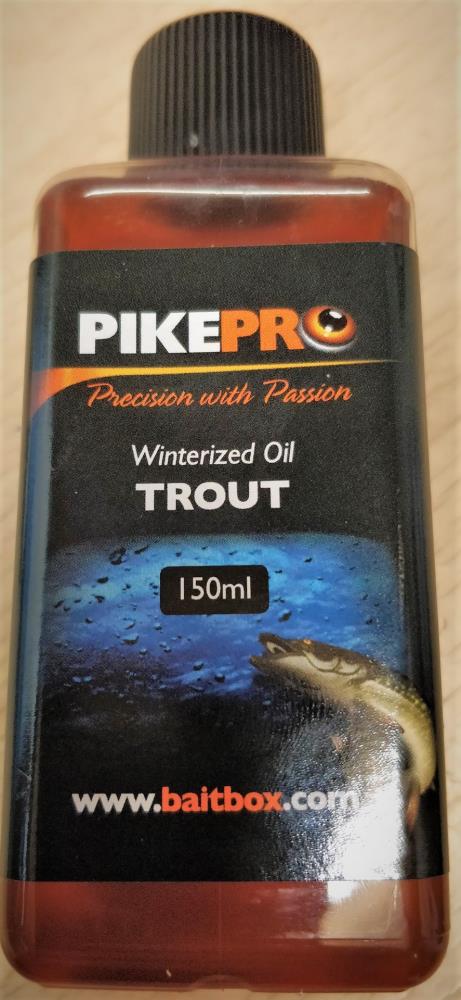 PIKEPRO
Precision with Passion
Winterized Oil
TROUT
150ml
www.baitbox.com